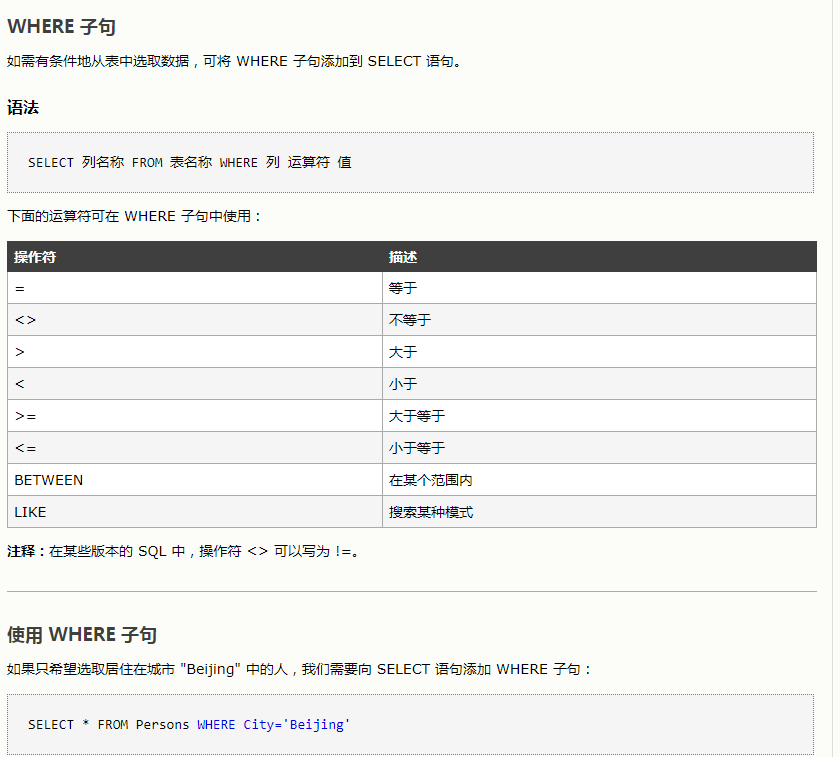 WHERE 子句
如需有条件地从表中选取数据，可将 WHERE 子句添加到 SELECT 语句。
语法
SELECT 列名称 FROM 表名称 WHERE 列 运算符 值
下面的运算符可在 WHERE 子句中使用：
操作符 描述
= 等于
<> 不等于
> 大于
< 小于
>= 大于等于
<= 小于等于
BETWEEN 在某个范围内
LIKE 搜索某种模式
注释：在某些版本的 SQL 中，操作符 <> 可以写为 !=。
使用 WHERE 子句
如果只希望选取居住在城市 "Beijing" 中的人，我们需要向 SELECT 语句添加 WHERE 子句：
SELECT * FROM Persons WHERE City='Beijing'